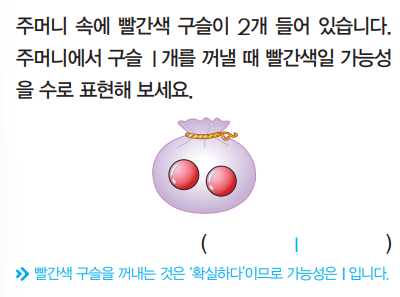 주머니 속에 빨간색 구슬이 2개 들어 있습니다.
주머니에서 구슬 1개를 꺼낼 때 빨간색일 가능성
을 수로 표현해 보세요.
( 1 )
≫ 빨간색 구슬을 꺼내는 것은 ‘확실하다’이므로 가능성은 1입니다.